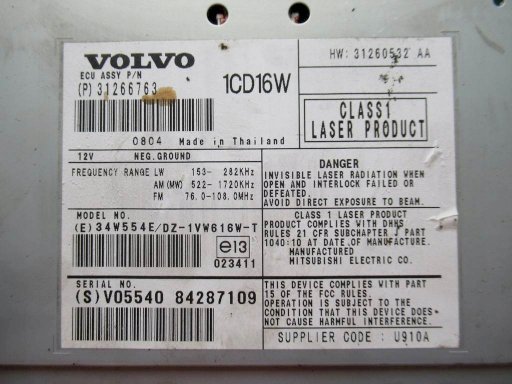 VOLVO
ECU ASSY P/N
(P) 31266763
1CD16W
HW: 31260532 AA
CLASS1
LASER PRODUCT
0804 Made in Thailand
12V NEG.GROUND
FREQUENCY RANGE LW 153- 282KHz
AM(MW) 522- 1720KHz
FM 76.0-108.0MHz
DANGER
INVISIBLE LASER RADIATION WHEN
OPEN AND INTERLOCK FAILED OR
DEFEATED.
AVOID DIRECT EXPOSURE TO BEAM.
MODEL NO.
(E) 34W554E/DZ-1VW616W-T
e13
023411
CLASS 1 LASER PRODUCT
PRODUCT COMPLIES WITH DHHS
RULES 21 CFR SUBCHAPTER J PART
1040:10 AT DATE OF MANUFACTURE.
MANUFACTURED
MITSUBISHI ELECTRIC CO.
SERIAL NO.
(S) V05540 84287109
THIS DEVICE COMPLIES WITH PART
15 OF THE FCC RULES.
OPERATION IS SUBJECT TO THE
CONDITION THAT THIS DEVICE DOES
NOT CAUSE HARMFUL INTERFERENCE.
SUPPLIER CODE : U910A